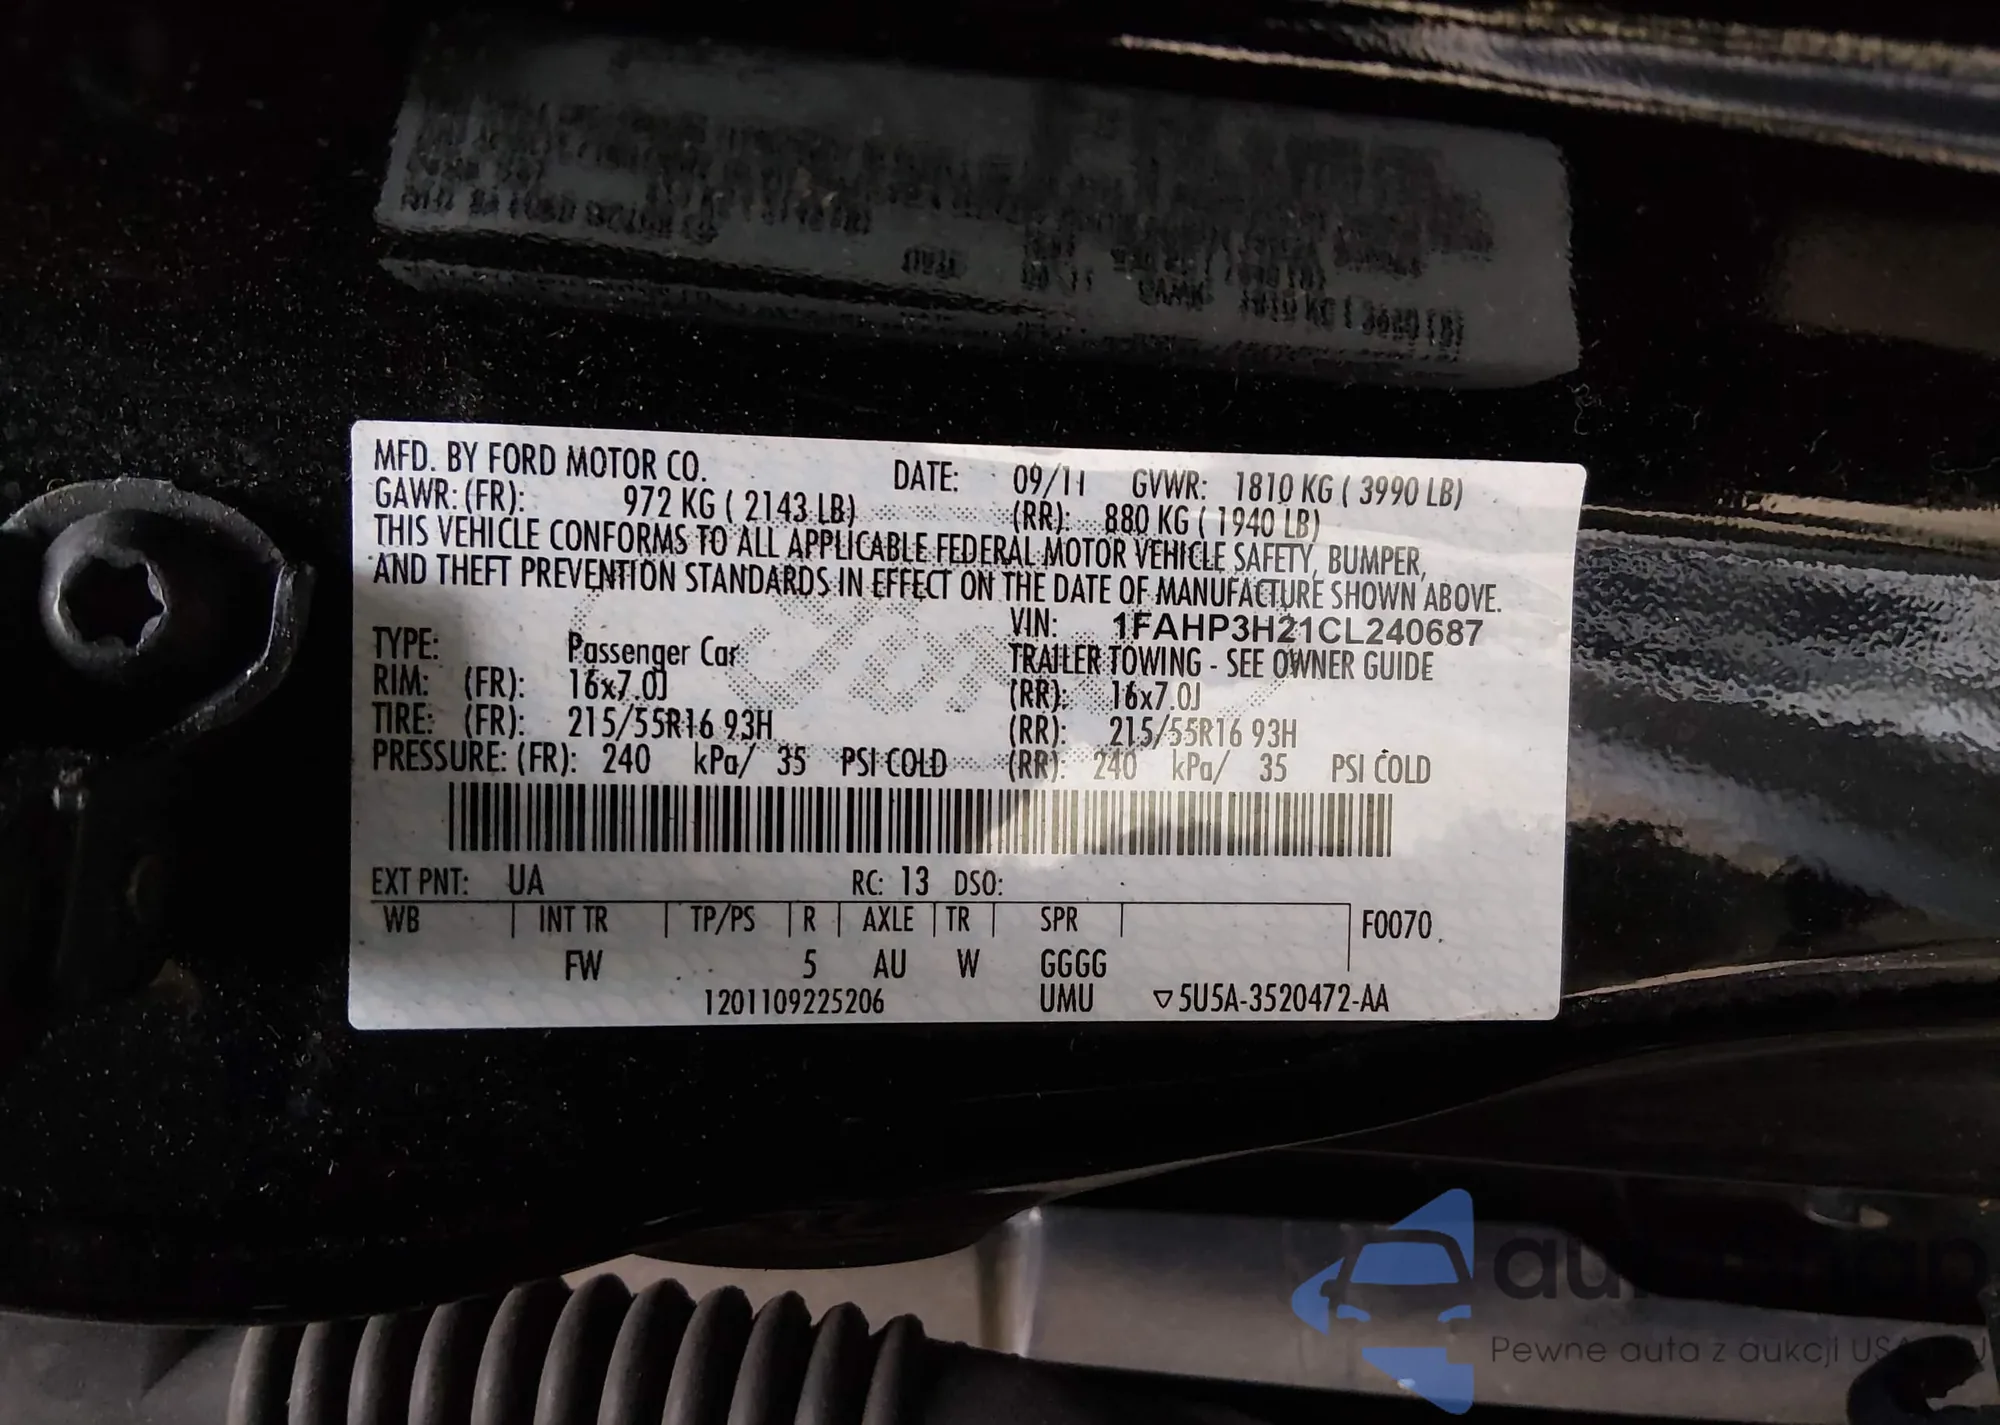 MFD. BY FORD MOTOR CO. DATE: 09/11 GVWR: 1810 KG ( 3990 LB)
GAWR: (FR): 972 KG ( 2143 LB) (RR): 880 KG ( 1940 LB)
THIS VEHICLE CONFORMS TO ALL APPLICABLE FEDERAL MOTOR VEHICLE SAFETY, BUMPER,
AND THEFT PREVENTION STANDARDS IN EFFECT ON THE DATE OF MANUFACTURE SHOWN ABOVE.
VIN: 1FAHP3H21CL240687
TYPE: Passenger Car TRAILER TOWING - SEE OWNER GUIDE
RIM: (FR): 16x7.0J (RR): 16x7.0J
TIRE: (FR): 215/55R16 93H (RR): 215/55R16 93H
PRESSURE: (FR): 240 kPa/ 35 PSI COLD (RR): 240 kPa/ 35 PSI COLD
EXT PNT: UA RC: 13 DSO:
WB INT TR TP/PS R AXLE TR SPR F0070
FW 5 AU W GGGG
1201109225206 UMU ▽5U5A-3520472-AA
Pewne auta z aukcji